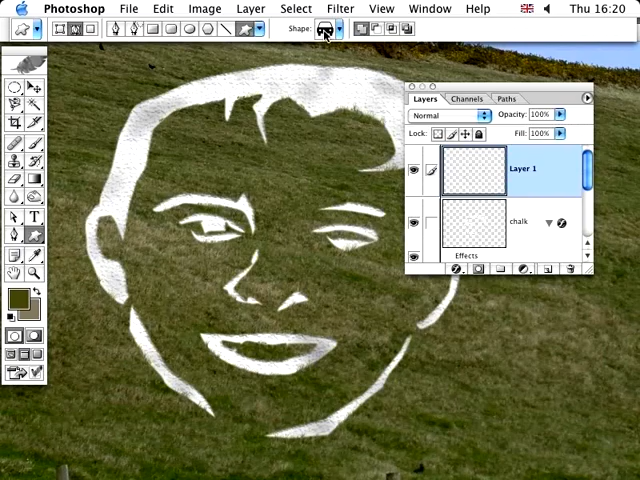 Photoshop File Edit Image Layer Select Filter View Window Help Thu 16:20
Shape:
Layers Channels Paths
Normal Opacity: 100%
Lock: Fill: 100%
Layer 1
chalk
Effects
T